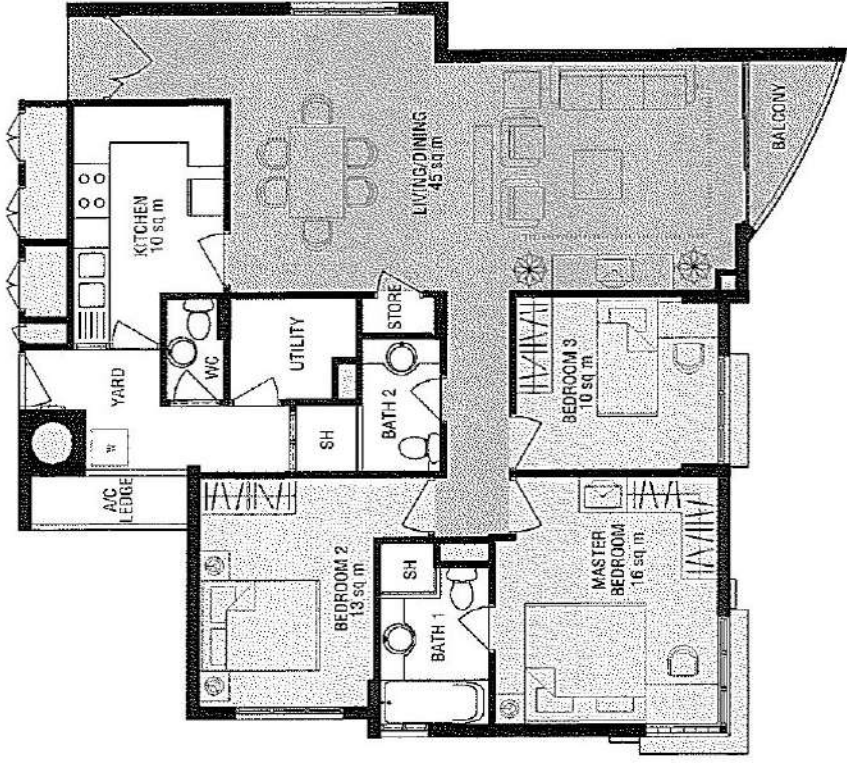 BALCONY
LIVING/DINING
45 sq m
KITCHEN
10 sq m
STORE
WC
UTILITY
YARD
BATH 2
SH
W
A/C
LEDGE
BEDROOM 3
10 sq m
BEDROOM 2
13 sq m
SH
BATH 1
MASTER
BEDROOM
16 sq m